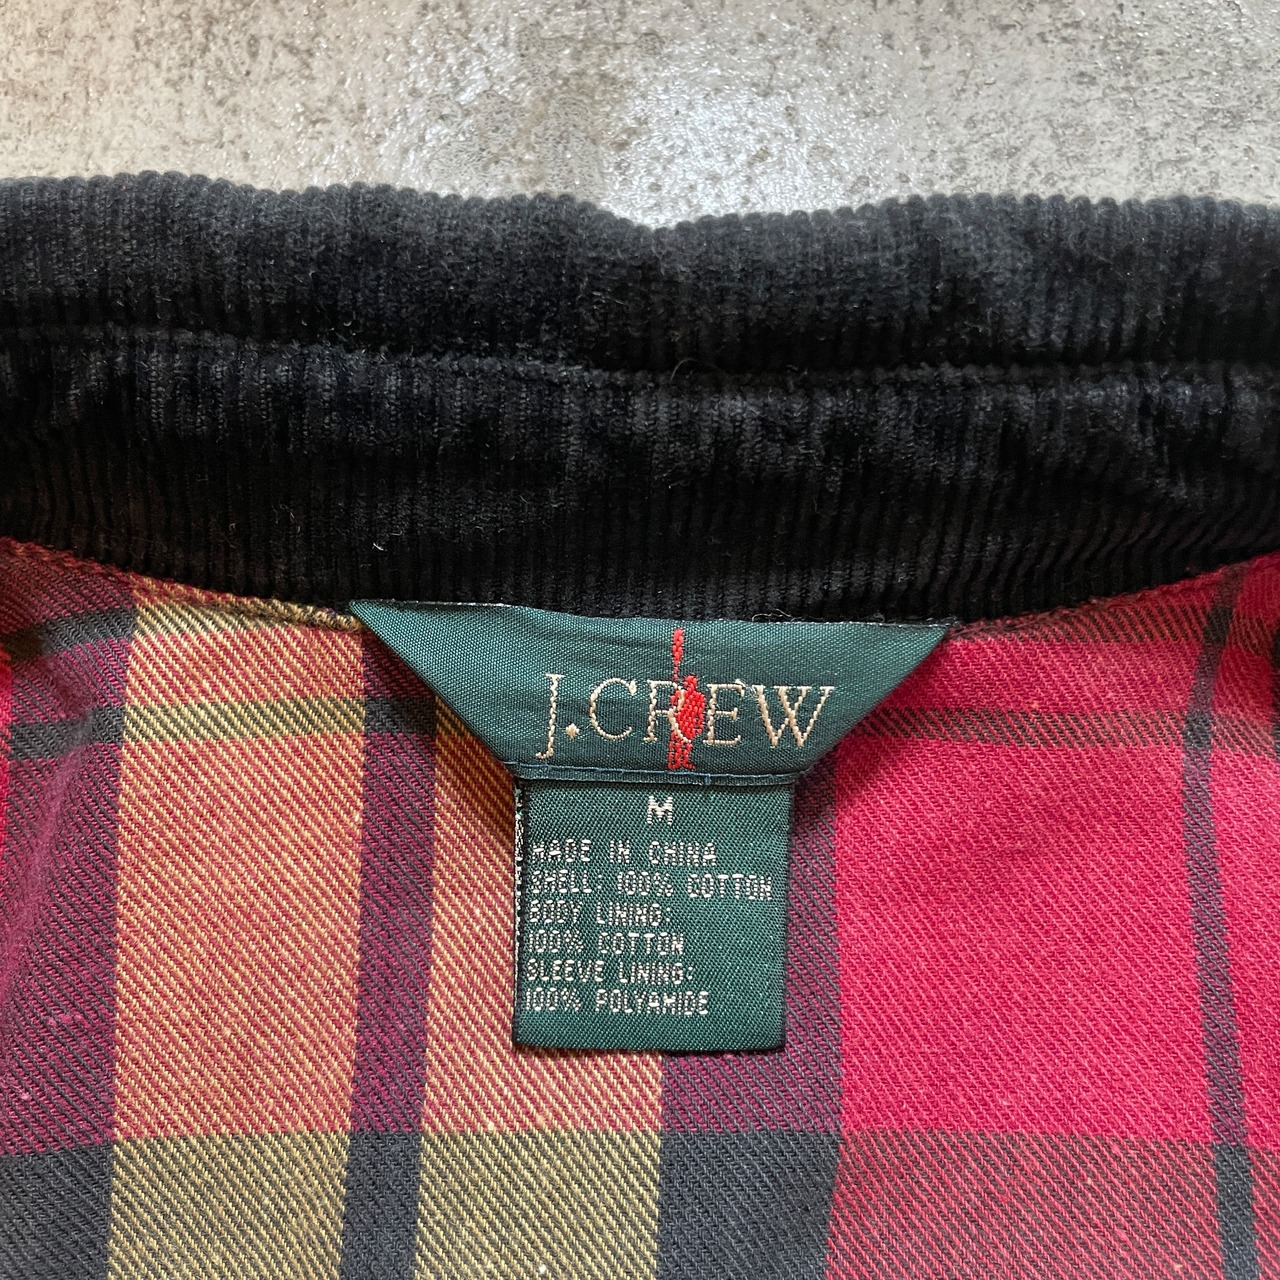 J.CREW
M
MADE IN CHINA
SHELL: 100% COTTON
BODY LINING:
100% COTTON
SLEEVE LINING:
100% POLYAMIDE